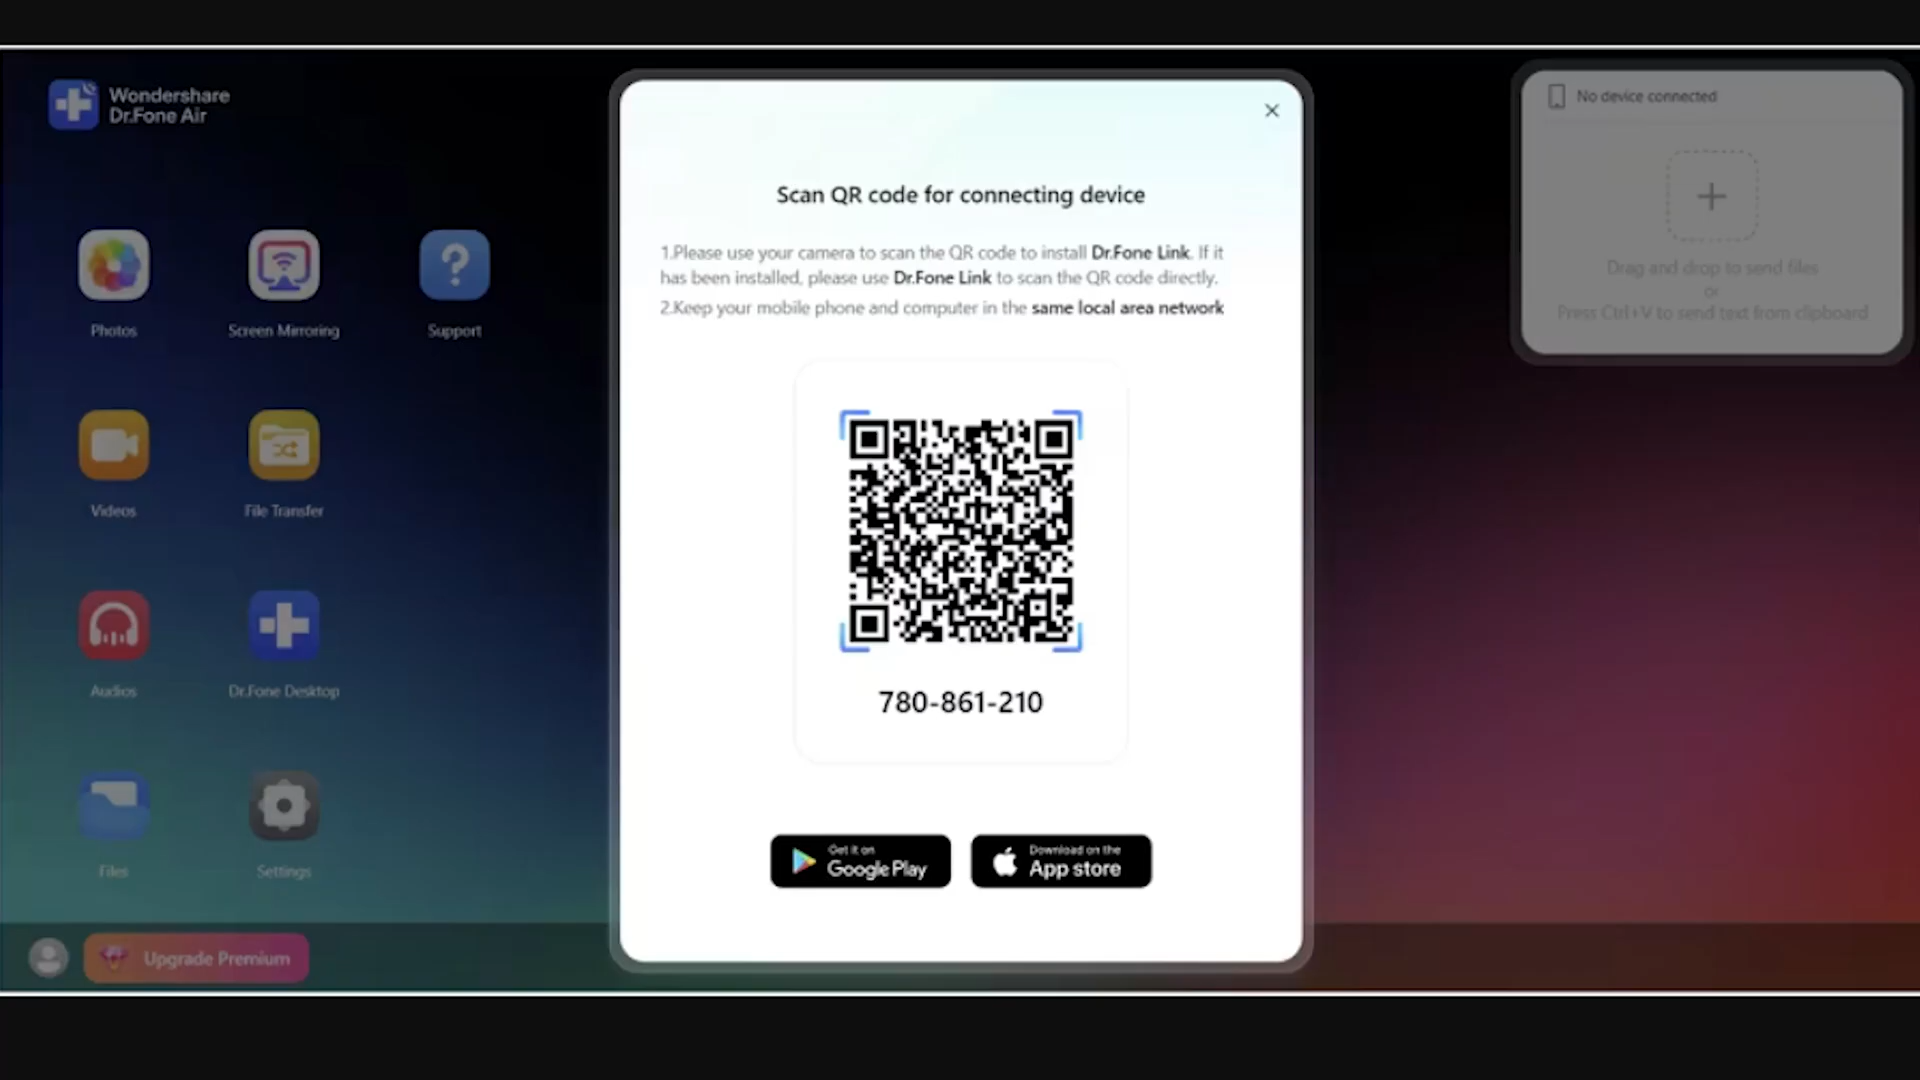 Wondershare
Dr.Fone Air
Photos
Screen Mirroring
Support
Videos
File Transfer
Audios
Dr.Fone Desktop
Files
Settings
Upgrade Premium
Scan QR code for connecting device
1.Please use your camera to scan the QR code to install Dr.Fone Link. If it
has been installed, please use Dr.Fone Link to scan the QR code directly.
2.Keep your mobile phone and computer in the same local area network
780-861-210
Get it on
Google Play
Download on the
App store
No device connected
Drag and drop to send files
or
Press Ctrl+V to send text from clipboard